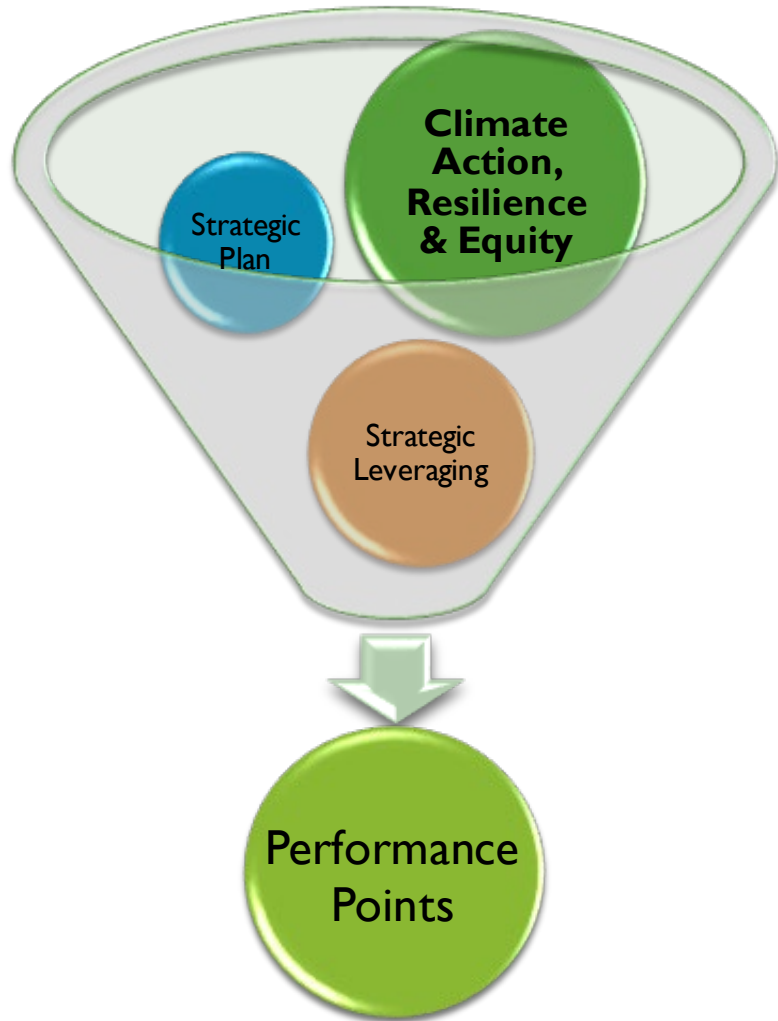 Climate
Action,
Resilience
& Equity
Strategic
Plan
Strategic
Leveraging
Performance
Points